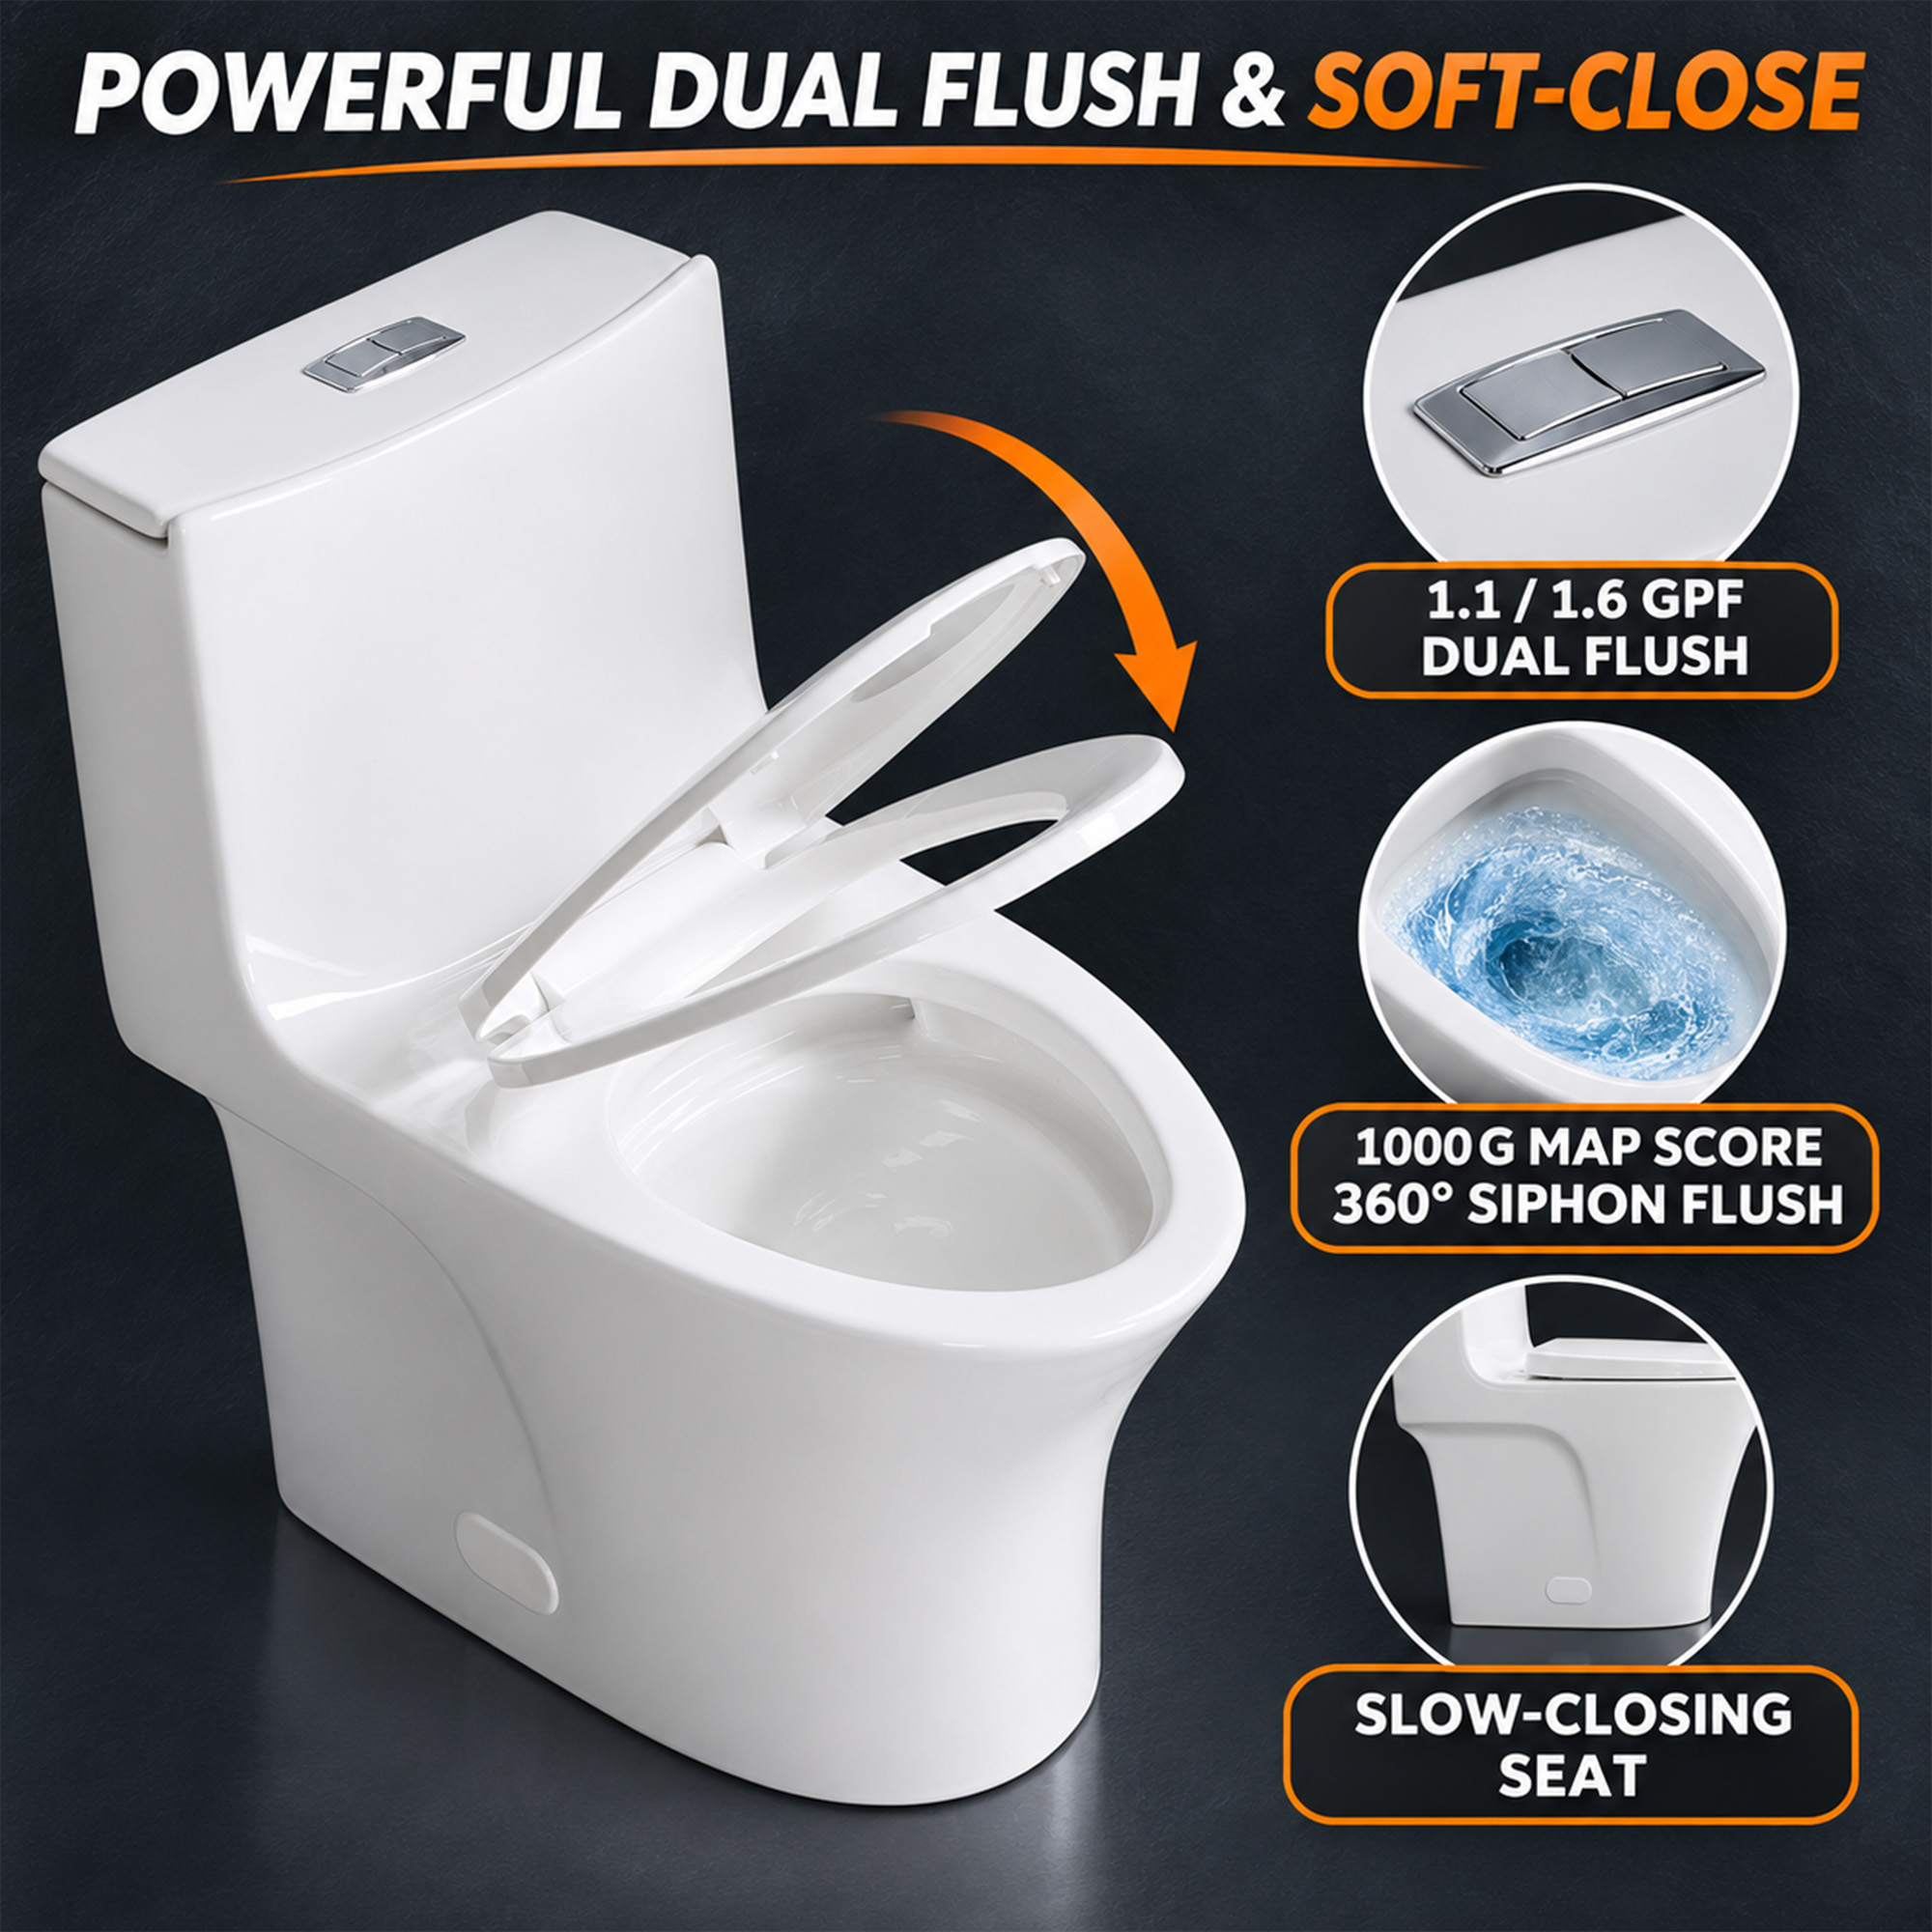 POWERFUL DUAL FLUSH & SOFT-CLOSE
1.1 / 1.6 GPF
DUAL FLUSH
1000G MAP SCORE
360° SIPHON FLUSH
SLOW-CLOSING
SEAT